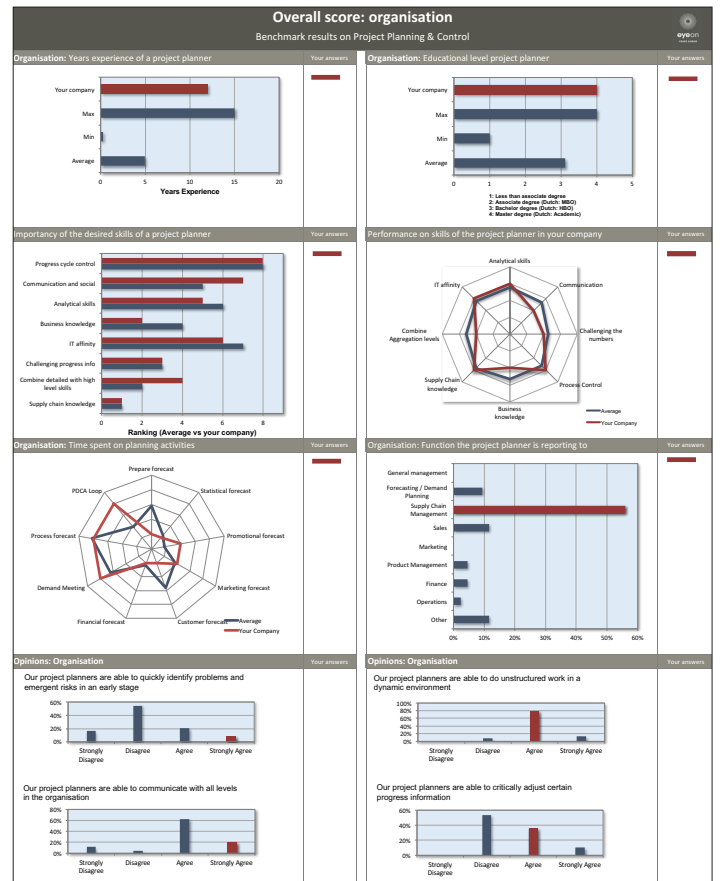 Overall score: organisation
Benchmark results on Project Planning & Control
eyeon
Organisation: Years experience of a project planner
Your answers
Your company
Max
Min
Average
0 5 10 15 20
Years Experience
Organisation: Educational level project planner
Your answers
Your company
Max
Min
Average
0 1 2 3 4 5
1: Less than associate degree
2: Associate degree (Dutch: MBO)
3: Bachelor degree (Dutch: HBO)
4: Master degree (Dutch: Academic)
Importancy of the desired skills of a project planner
Your answers
Progress cycle control
Communication and social
Analytical skills
Business knowledge
IT affinity
Challenging progress info
Combine detailed with high
level skills
Supply chain knowledge
0 2 4 6 8
Ranking (Average vs your company)
Performance on skills of the project planner in your company
Your answers
Analytical skills
Communication
Challenging the
numbers
Process Control
Business
knowledge
Supply Chain
knowledge
Combine
Aggregation levels
IT affinity
Average
Your Company
Organisation: Time spent on planning activities
Your answers
Prepare forecast
Statistical forecast
Promotional forecast
Marketing forecast
Customer forecast
Financial forecast
Demand Meeting
Process forecast
PDCA Loop
Average
Your Company
Organisation: Function the project planner is reporting to
Your answers
General management
Forecasting / Demand
Planning
Supply Chain
Management
Sales
Marketing
Product Management
Finance
Operations
Other
0% 10% 20% 30% 40% 50% 60%
Opinions: Organisation
Your answers
Our project planners are able to quickly identify problems and
emergent risks in an early stage
60%
40%
20%
0%
Strongly
Disagree
Disagree
Agree
Strongly Agree
Our project planners are able to communicate with all levels
in the organisation
80%
60%
40%
20%
0%
Strongly
Disagree
Disagree
Agree
Strongly Agree
Opinions: Organisation
Your answers
Our project planners are able to do unstructured work in a
dynamic environment
100%
80%
60%
40%
20%
0%
Strongly
Disagree
Disagree
Agree
Strongly Agree
Our project planners are able to critically adjust certain
progress information
60%
40%
20%
0%
Strongly
Disagree
Disagree
Agree
Strongly Agree